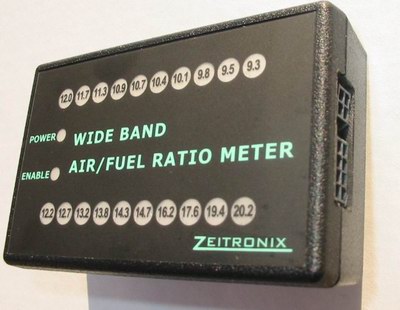 12.0 11.7 11.3 10.9 10.7 10.4 10.1 9.8 9.5 9.3
POWER WIDE BAND
ENABLE AIR/FUEL RATIO METER
12.2 12.7 13.2 13.8 14.3 14.7 16.2 17.6 19.4 20.2
ZEITRONIX